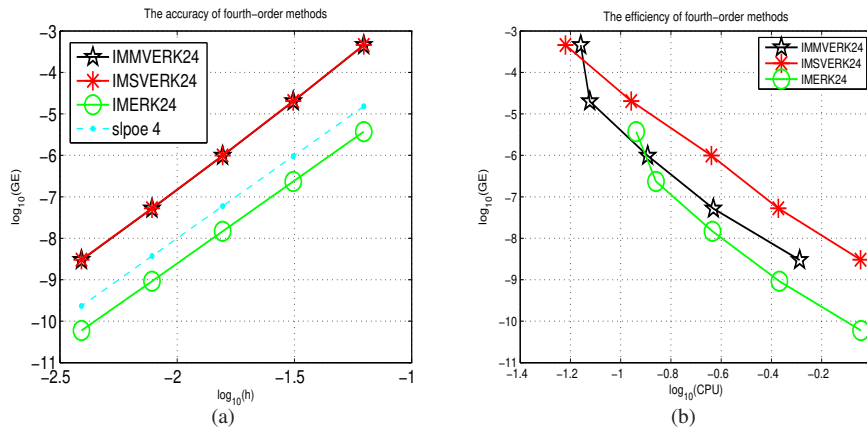 The accuracy of fourth-order methods
-3
-4
-5
-6
-7
-8
-9
-10
-11
log10(GE)
IMMVERK24
IMSVERK24
IMERK24
slpoe 4
-2.5
-2
-1.5
-1
log10(h)
(a)
The efficiency of fourth-order methods
-3
-4
-5
-6
-7
-8
-9
-10
-11
log10(GE)
IMMVERK24
IMSVERK24
IMERK24
-1.4
-1.2
-1
-0.8
-0.6
-0.4
-0.2
log10(CPU)
(b)